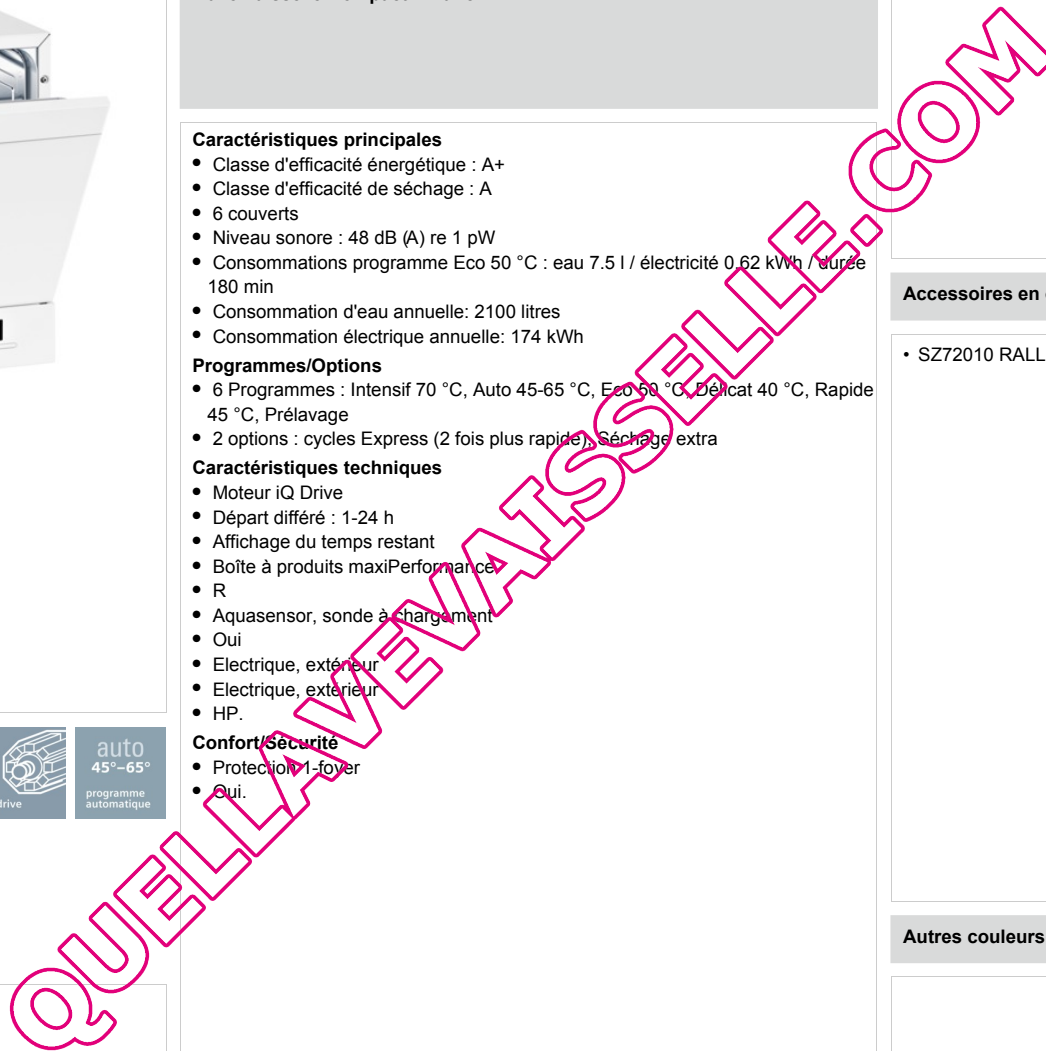 Caractéristiques principales
• Classe d'efficacité énergétique : A+
• Classe d'efficacité de séchage : A
• 6 couverts
• Niveau sonore : 48 dB (A) re 1 pW
• Consommations programme Eco 50 °C : eau 7.5 l / électricité 0.62 kWh / durée
180 min
• Consommation d'eau annuelle: 2100 litres
• Consommation électrique annuelle: 174 kWh
Programmes/Options
• 6 Programmes : Intensif 70 °C, Auto 45-65 °C, Eco 50 °C, Délicat 40 °C, Rapide
45 °C, Prélavage
• 2 options : cycles Express (2 fois plus rapide), Séchage extra
Caractéristiques techniques
• Moteur iQ Drive
• Départ différé : 1-24 h
• Affichage du temps restant
• Boîte à produits maxiPerformance
• R
• Aquasensor, sonde à chargement
• Oui
• Electrique, extérieur
• Electrique, extérieur
• HP.
Confort/Sécurité
• Protection 1-foyer
• Oui.
drive
auto
45°–65°
programme
automatique
Accessoires en
• SZ72010 RALL
Autres couleurs
QUELLAVEVAISSELLE.COM